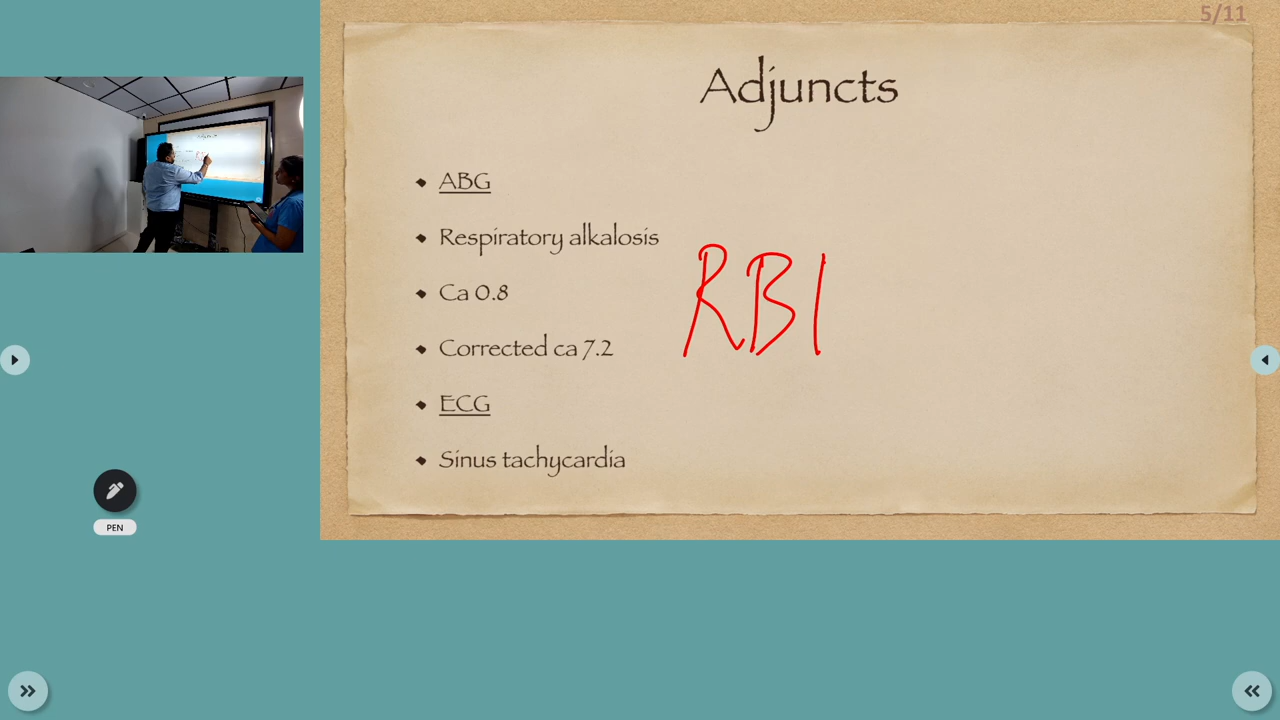 5/11
Adjuncts
ABG
Respiratory alkalosis
Ca 0.8
Corrected ca 7.2
ECG
Sinus tachycardia
RBI
PEN